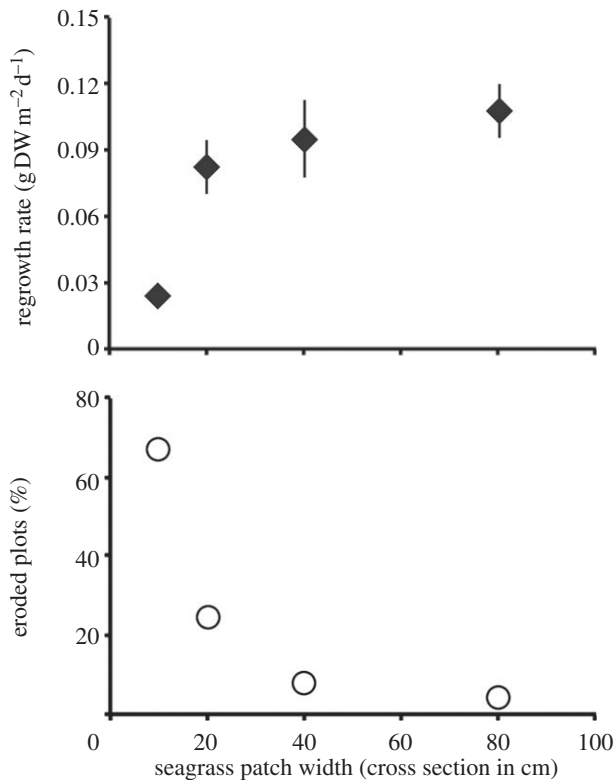 0.15
0.12
0.09
0.06
0.03
0
regrowth rate (g DW m⁻² d⁻¹)
80
60
40
20
eroded plots (%)
0 20 40 60 80 100
seagrass patch width (cross section in cm)